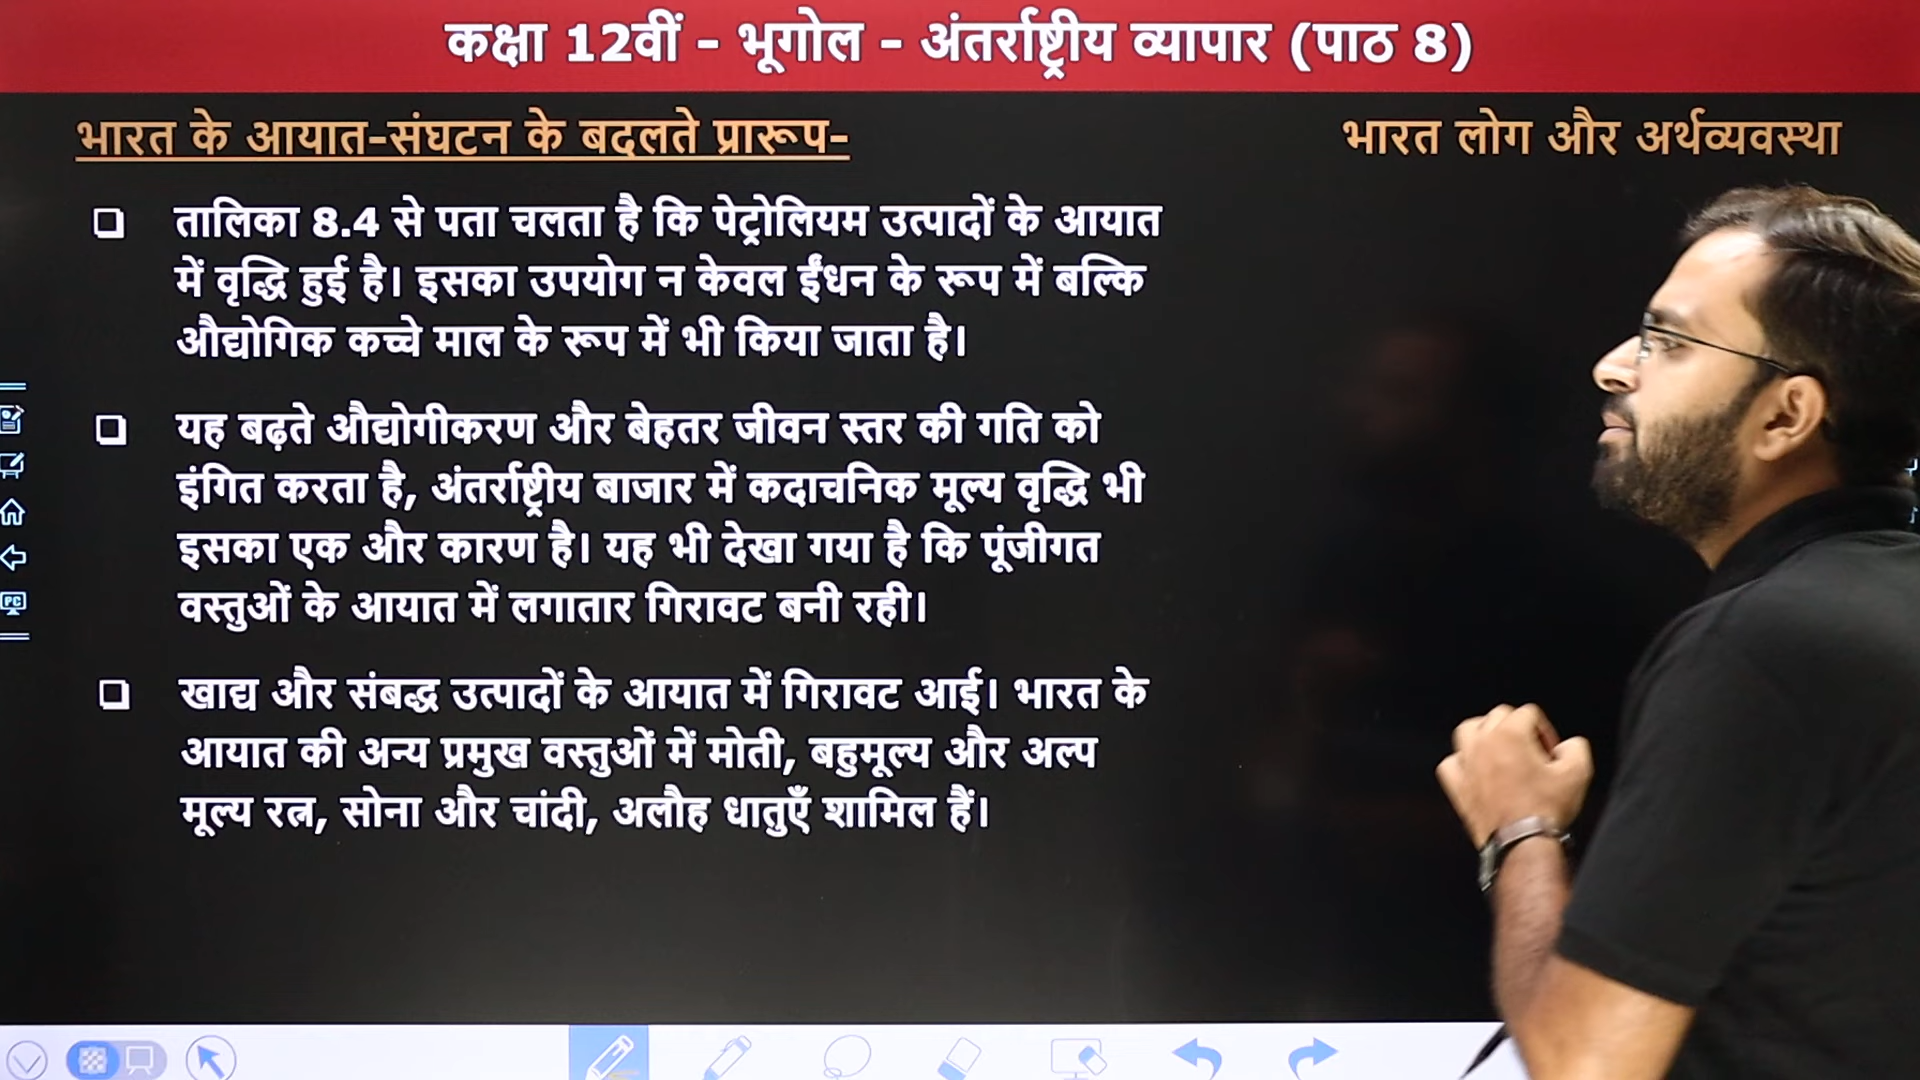 कक्षा 12वीं - भूगोल - अंतर्राष्ट्रीय व्यापार (पाठ 8)
भारत के आयात-संघटन के बदलते प्रारूप-
भारत लोग और अर्थव्यवस्था
तालिका 8.4 से पता चलता है कि पेट्रोलियम उत्पादों के आयात
में वृद्धि हुई है। इसका उपयोग न केवल ईंधन के रूप में बल्कि
औद्योगिक कच्चे माल के रूप में भी किया जाता है।
यह बढ़ते औद्योगीकरण और बेहतर जीवन स्तर की गति को
इंगित करता है, अंतर्राष्ट्रीय बाजार में कदाचनिक मूल्य वृद्धि भी
इसका एक और कारण है। यह भी देखा गया है कि पूंजीगत
वस्तुओं के आयात में लगातार गिरावट बनी रही।
खाद्य और संबद्ध उत्पादों के आयात में गिरावट आई। भारत के
आयात की अन्य प्रमुख वस्तुओं में मोती, बहुमूल्य और अल्प
मूल्य रत्न, सोना और चांदी, अलौह धातुएँ शामिल हैं।
PC